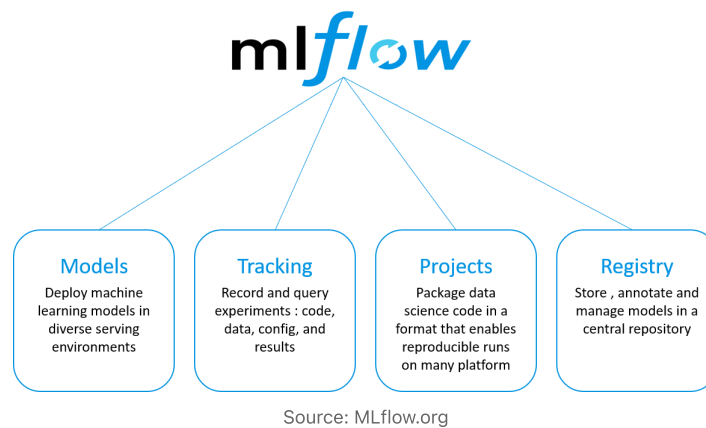 mlflow
Models
Deploy machine
learning models in
diverse serving
environments
Tracking
Record and query
experiments : code,
data, config, and
results
Projects
Package data
science code in a
format that enables
reproducible runs
on many platform
Registry
Store , annotate and
manage models in a
central repository
Source: MLflow.org